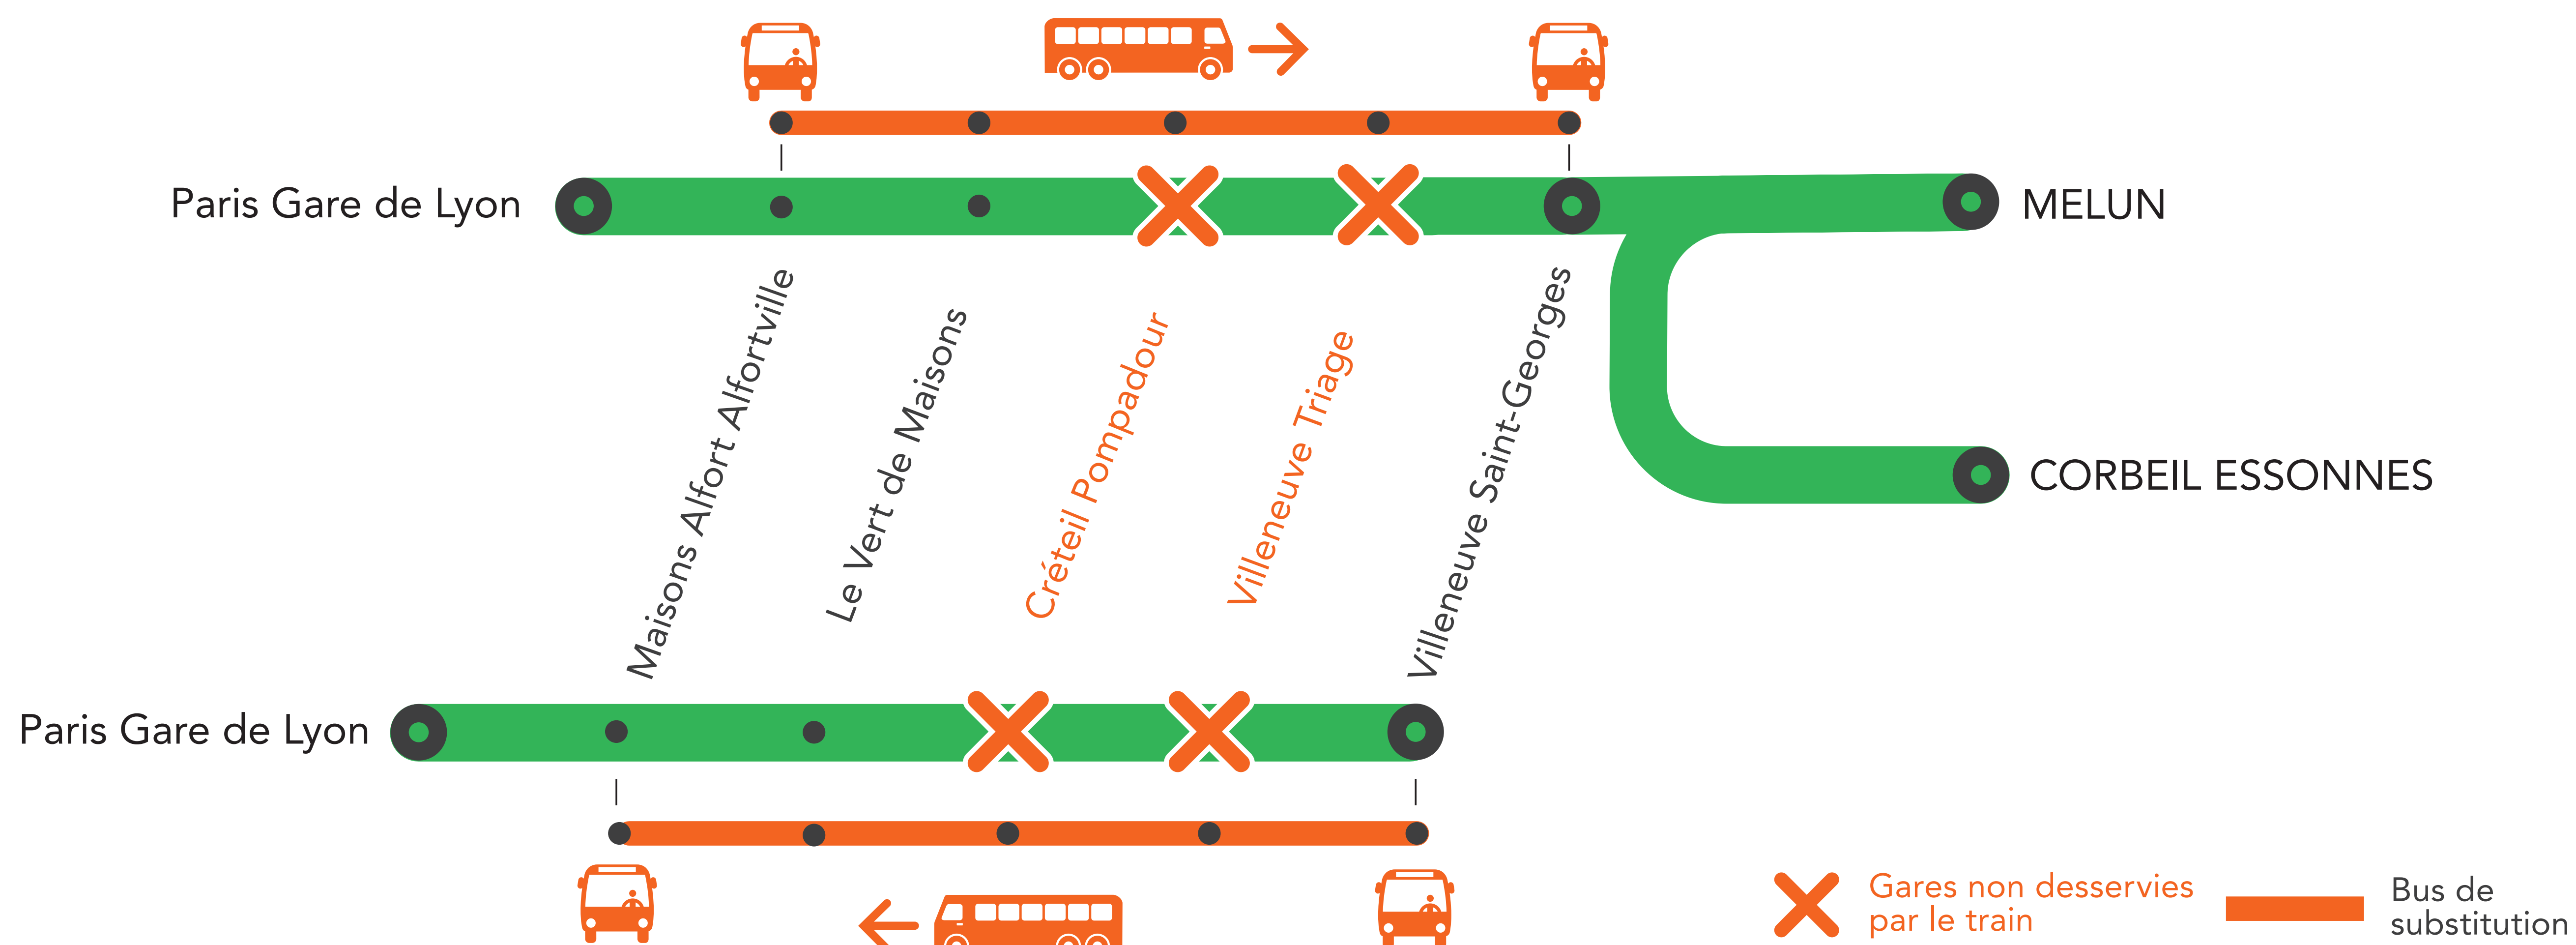 Paris Gare de Lyon
MELUN
Maisons Alfort Alfortville
Le Vert de Maisons
Créteil Pompadour
Villeneuve Triage
Villeneuve Saint-Georges
CORBEIL ESSONNES
Paris Gare de Lyon
Gares non desservies
par le train
Bus de
substitution